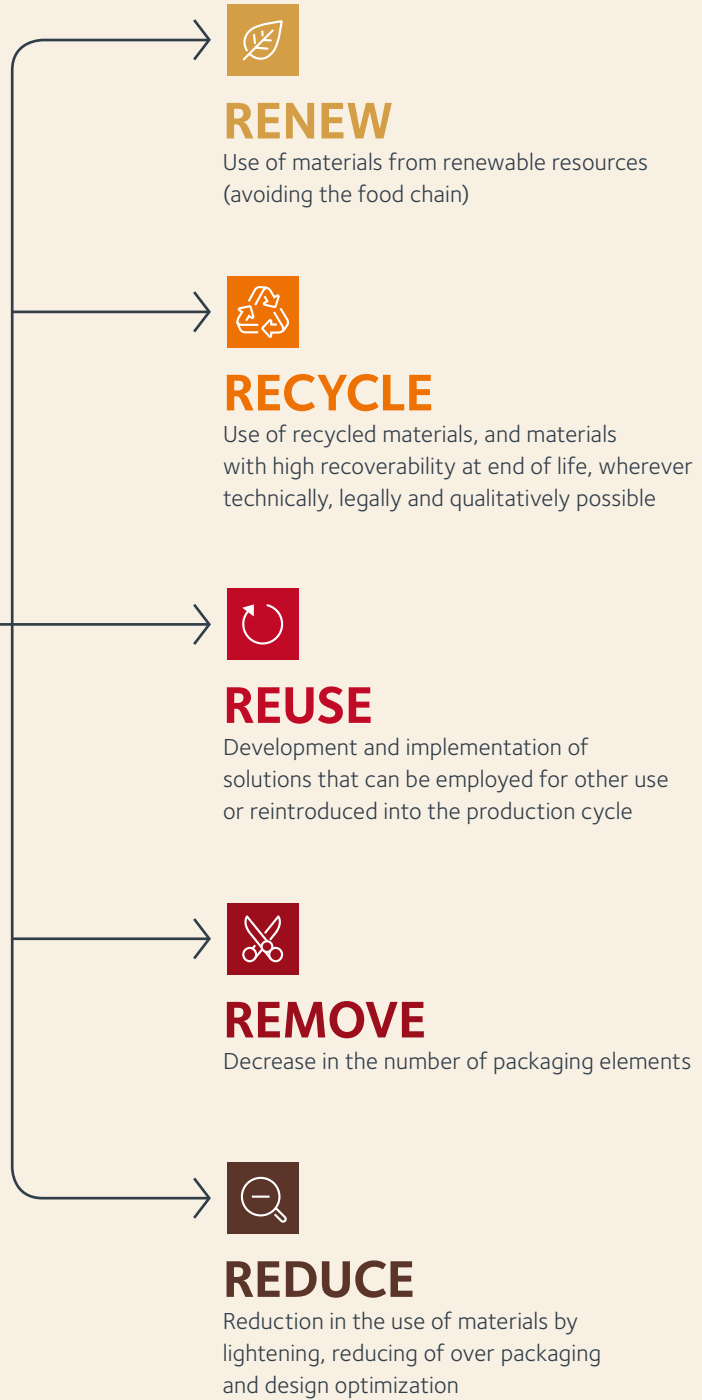 RENEW
Use of materials from renewable resources
(avoiding the food chain)
RECYCLE
Use of recycled materials, and materials
with high recoverability at end of life, wherever
technically, legally and qualitatively possible
REUSE
Development and implementation of
solutions that can be employed for other use
or reintroduced into the production cycle
REMOVE
Decrease in the number of packaging elements
REDUCE
Reduction in the use of materials by
lightening, reducing of over packaging
and design optimization